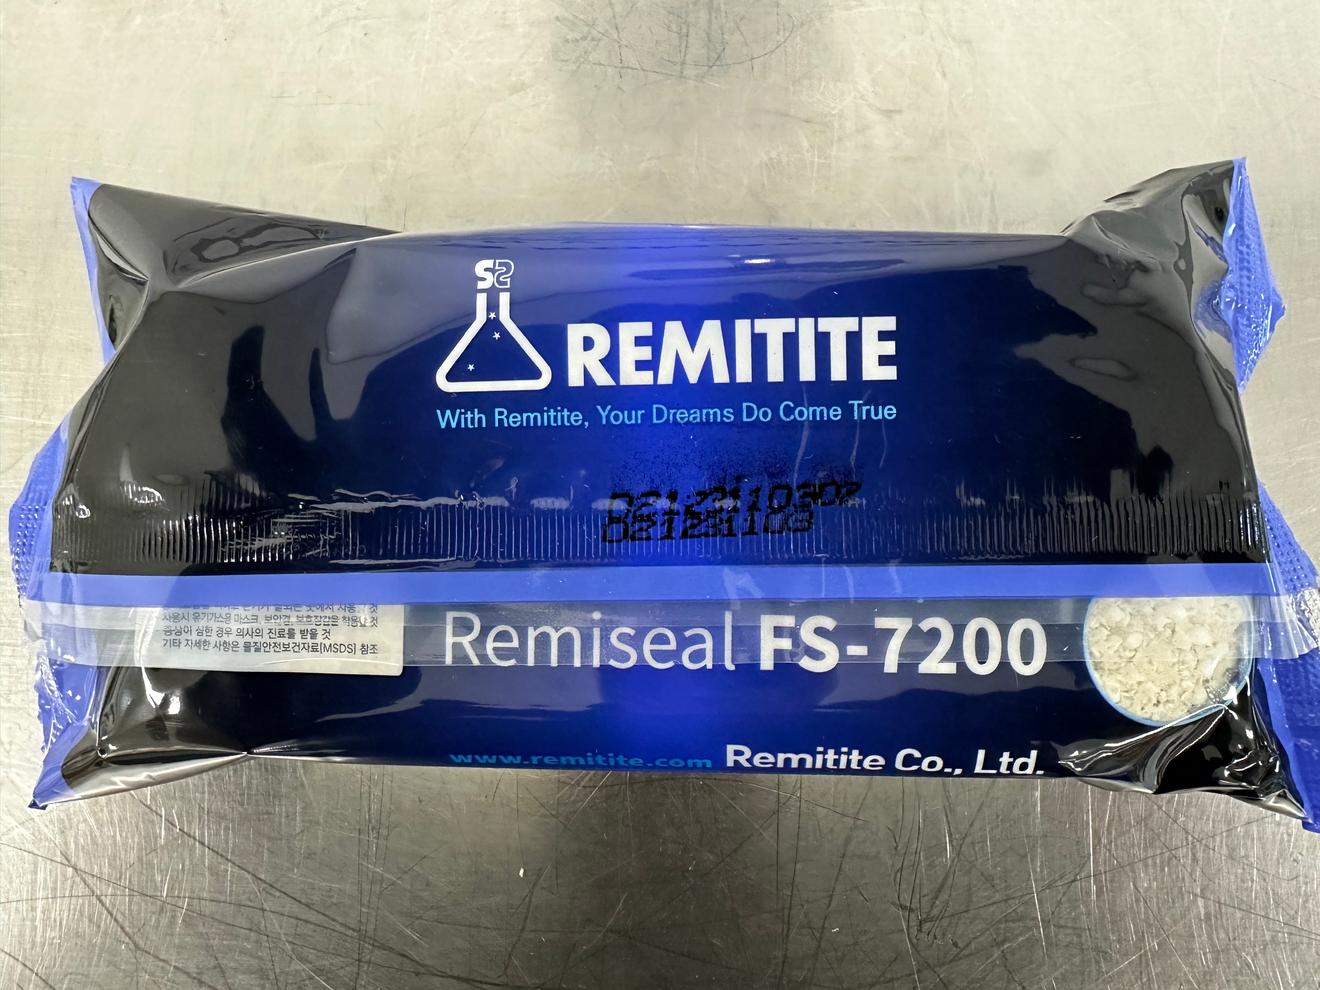 S2
REMITITE
With Remitite, Your Dreams Do Come True
사용시 유기가스용 마스크, 보안경, 보호장갑을 착용할 것
증상이 심한 경우 의사의 진료를 받을 것
기타 자세한 사항은 물질안전보건자료[MSDS] 참조
Remiseal FS-7200
www.remitite.com Remitite Co., Ltd.